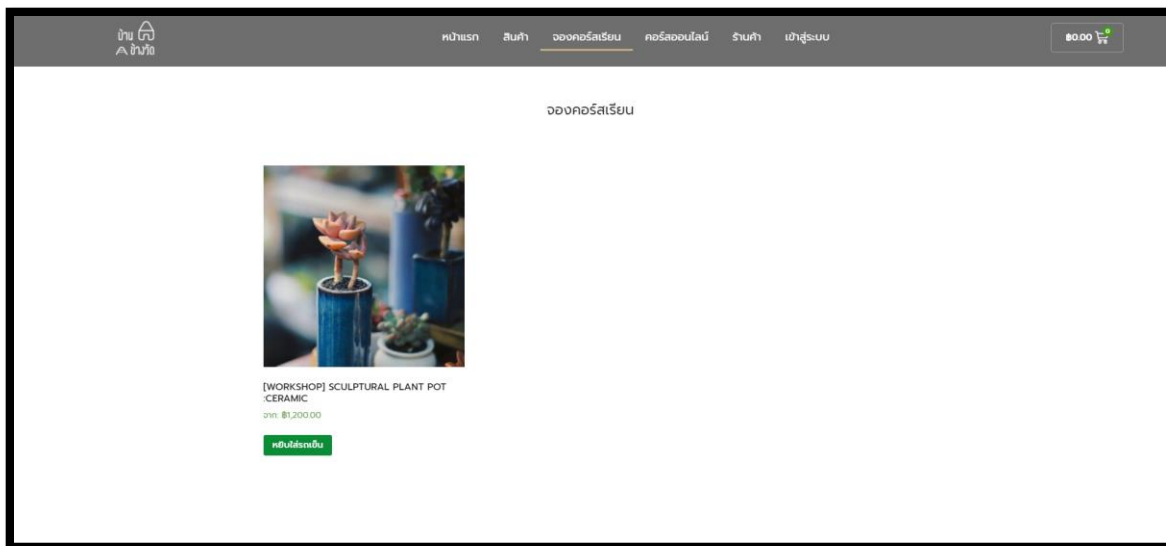 บ้าน
ข้างวัด
หน้าแรก สินค้า จองคอร์สเรียน คอร์สออนไลน์ ร้านค้า เข้าสู่ระบบ
฿0.00 0
จองคอร์สเรียน
[WORKSHOP] SCULPTURAL PLANT POT
:CERAMIC
จาก: ฿1,200.00
หยิบใส่รถเข็น